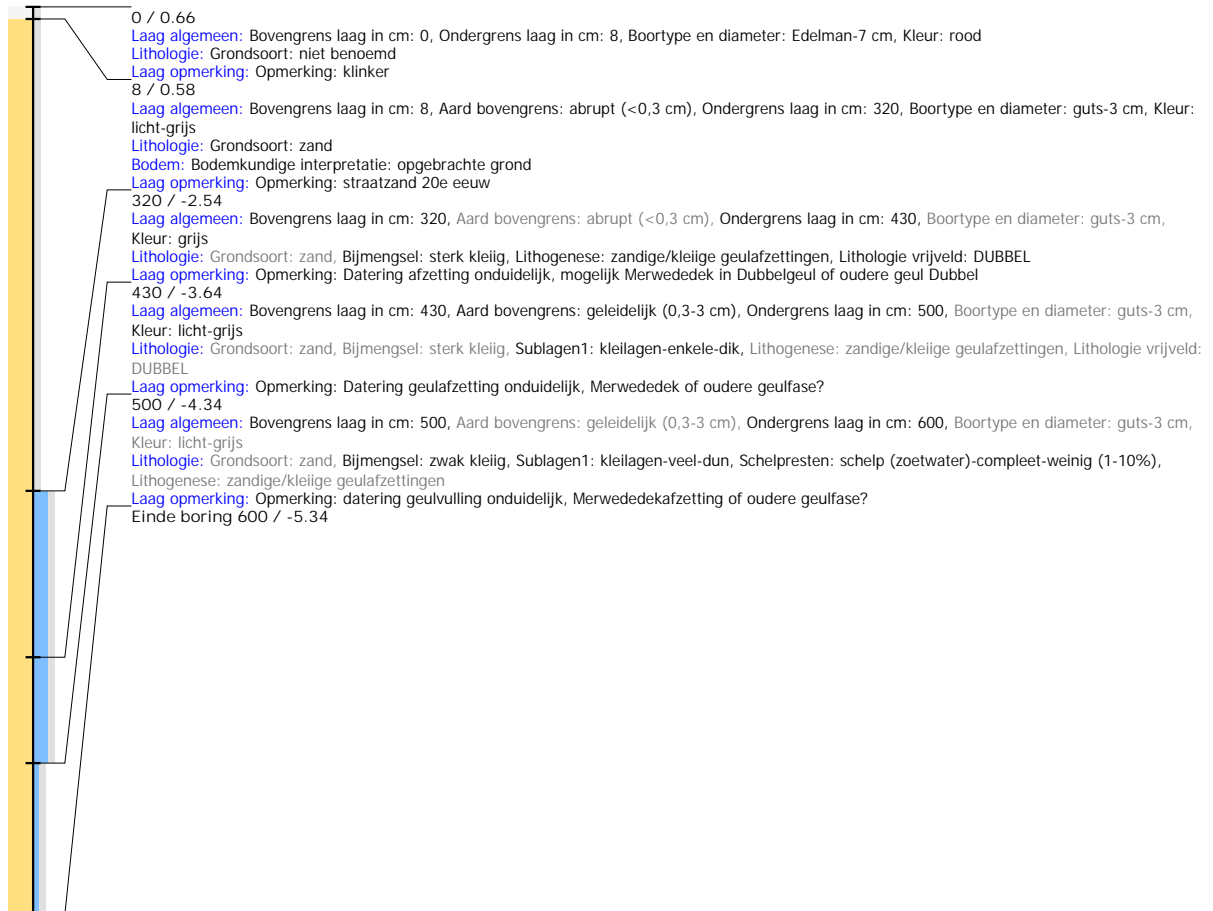 0 / 0.66
Laag algemeen: Bovengrens laag in cm: 0, Ondergrens laag in cm: 8, Boortype en diameter: Edelman-7 cm, Kleur: rood
Lithologie: Grondsoort: niet benoemd
Laag opmerking: Opmerking: klinker
8 / 0.58
Laag algemeen: Bovengrens laag in cm: 8, Aard bovengrens: abrupt (<0,3 cm), Ondergrens laag in cm: 320, Boortype en diameter: guts-3 cm, Kleur:
licht-grijs
Lithologie: Grondsoort: zand
Bodem: Bodemkundige interpretatie: opgebrachte grond
Laag opmerking: Opmerking: straatzand 20e eeuw
320 / -2.54
Laag algemeen: Bovengrens laag in cm: 320, Aard bovengrens: abrupt (<0,3 cm), Ondergrens laag in cm: 430, Boortype en diameter: guts-3 cm,
Kleur: grijs
Lithologie: Grondsoort: zand, Bijmengsel: sterk kleiig, Lithogenese: zandige/kleiige geulafzettingen, Lithologie vrijveld: DUBBEL
Laag opmerking: Opmerking: Datering afzetting onduidelijk, mogelijk Merwededek in Dubbelgeul of oudere geul Dubbel
430 / -3.64
Laag algemeen: Bovengrens laag in cm: 430, Aard bovengrens: geleidelijk (0,3-3 cm), Ondergrens laag in cm: 500, Boortype en diameter: guts-3 cm,
Kleur: licht-grijs
Lithologie: Grondsoort: zand, Bijmengsel: sterk kleiig, Sublagen1: kleilagen-enkele-dik, Lithogenese: zandige/kleiige geulafzettingen, Lithologie vrijveld:
DUBBEL
Laag opmerking: Opmerking: Datering geulafzetting onduidelijk, Merwededek of oudere geulfase?
500 / -4.34
Laag algemeen: Bovengrens laag in cm: 500, Aard bovengrens: geleidelijk (0,3-3 cm), Ondergrens laag in cm: 600, Boortype en diameter: guts-3 cm,
Kleur: licht-grijs
Lithologie: Grondsoort: zand, Bijmengsel: zwak kleiig, Sublagen1: kleilagen-veel-dun, Schelpresten: schelp (zoetwater)-compleet-weinig (1-10%),
Lithogenese: zandige/kleiige geulafzettingen
Laag opmerking: Opmerking: datering geulvulling onduidelijk, Merwededekafzetting of oudere geulfase?
Einde boring 600 / -5.34